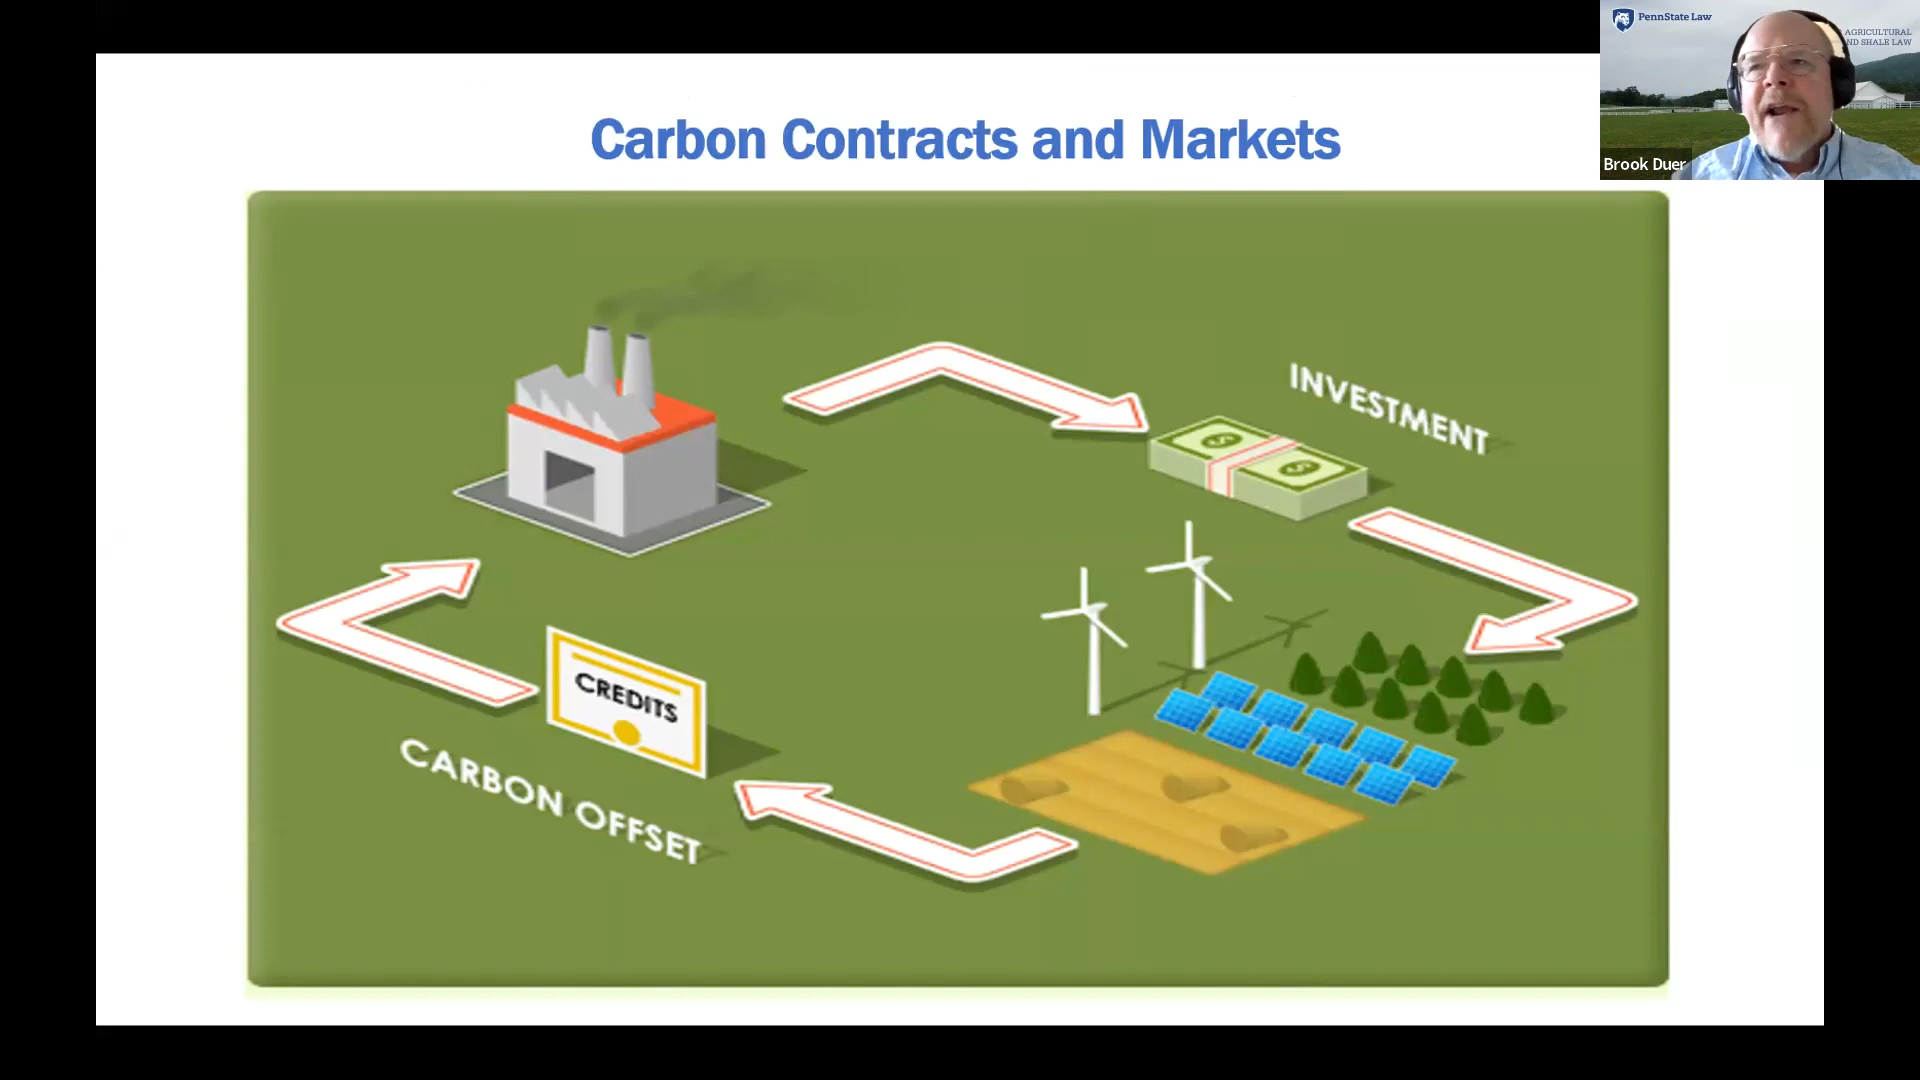 PennState Law
AGRICULTURAL
ND SHALE LAW
Brook Duer
Carbon Contracts and Markets
INVESTMENT
CREDITS
CARBON OFFSET